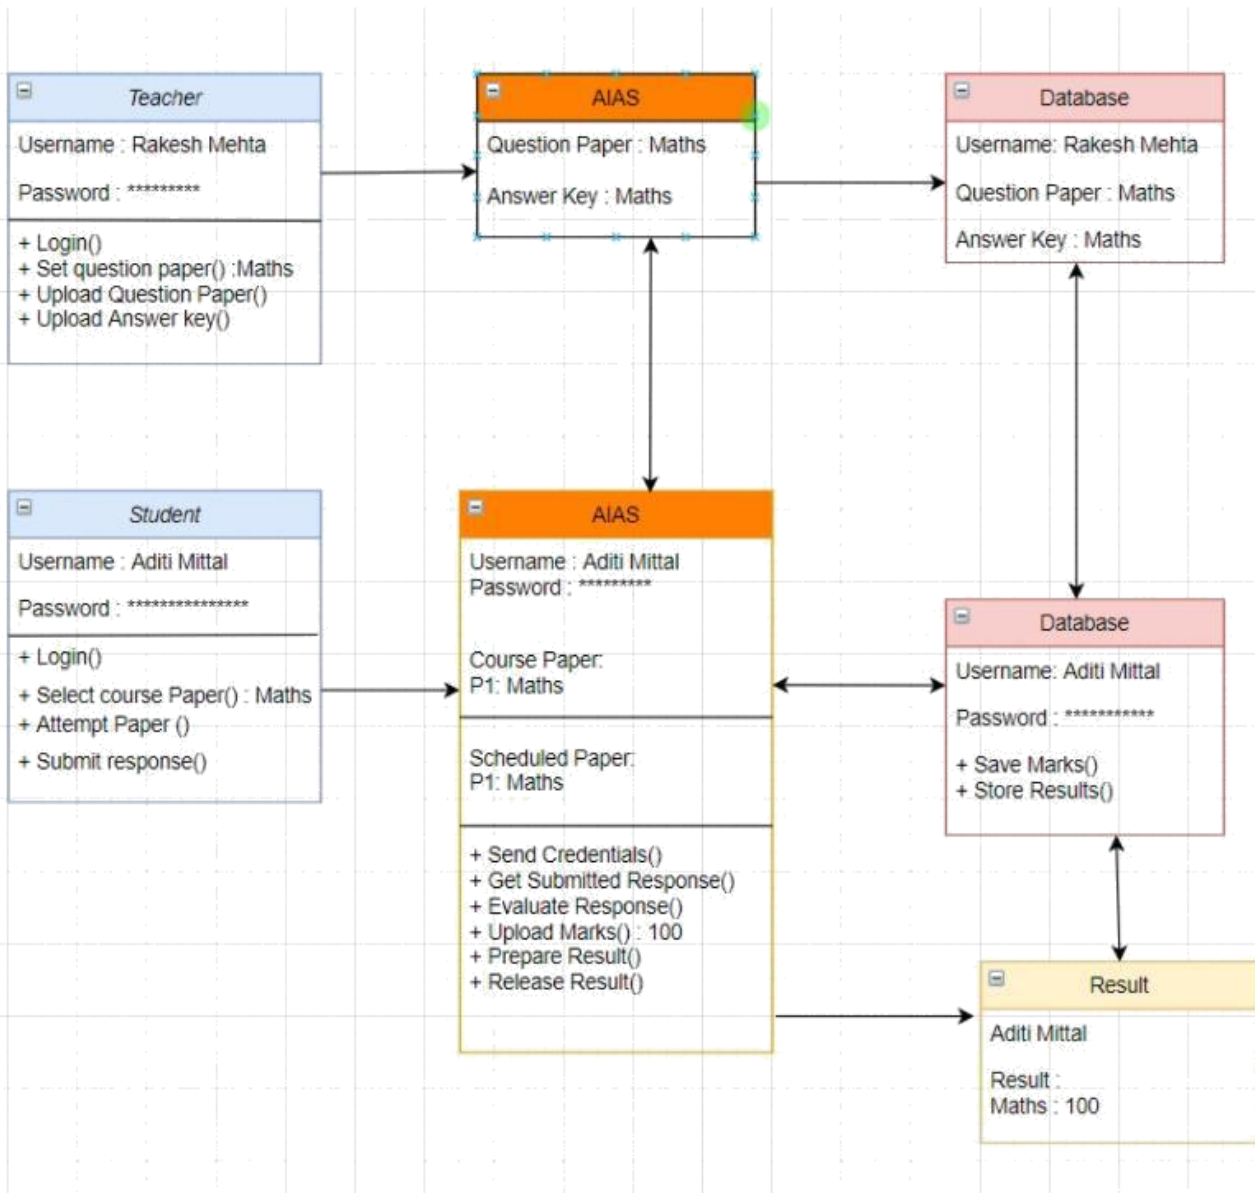 Teacher
Username : Rakesh Mehta
Password : *********
+ Login()
+ Set question paper() :Maths
+ Upload Question Paper()
+ Upload Answer key()
AIAS
Question Paper : Maths
Answer Key : Maths
Database
Username: Rakesh Mehta
Question Paper : Maths
Answer Key : Maths
Student
Username : Aditi Mittal
Password : ***************
+ Login()
+ Select course Paper() : Maths
+ Attempt Paper ()
+ Submit response()
AIAS
Username : Aditi Mittal
Password : *********
Course Paper:
P1: Maths
Scheduled Paper:
P1: Maths
+ Send Credentials()
+ Get Submitted Response()
+ Evaluate Response()
+ Upload Marks() : 100
+ Prepare Result()
+ Release Result()
Database
Username: Aditi Mittal
Password : ***********
+ Save Marks()
+ Store Results()
Result
Aditi Mittal
Result :
Maths : 100